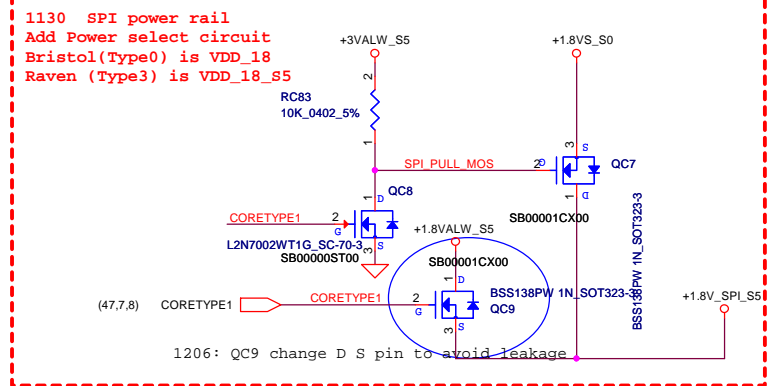 1130 SPI power rail
Add Power select circuit
Bristol(Type0) is VDD_18
Raven (Type3) is VDD_18_S5
+3VALW_S5
+1.8VS_S0
2
RC83
10K_0402_5%
1
3
S
SPI_PULL_MOS
2
G
QC7
D
1
SB00001CX00
BSS138PW 1N_SOT323-3
QC8
1
D
CORETYPE1
2
G
L2N7002WT1G_SC-70-3
3
S
SB00000ST00
+1.8VALW_S5
SB00001CX00
1
D
BSS138PW 1N_SOT323-3
QC9
(47,7,8)
CORETYPE1
CORETYPE1
2
G
3
S
+1.8V_SPI_S5
1206: QC9 change D S pin to avoid leakage